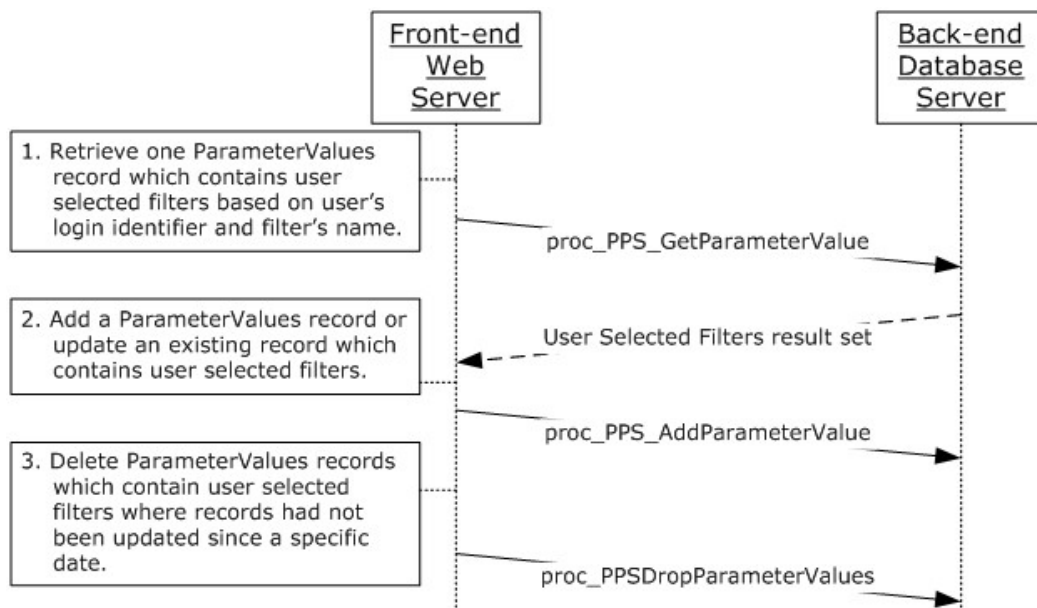 Front-end
Web
Server
Back-end
Database
Server
1. Retrieve one ParameterValues
record which contains user
selected filters based on user’s
login identifier and filter’s name.
proc_PPS_GetParameterValue
2. Add a ParameterValues record or
update an existing record which
contains user selected filters.
User Selected Filters result set
proc_PPS_AddParameterValue
3. Delete ParameterValues records
which contain user selected
filters where records had not
been updated since a specific
date.
proc_PPSDropParameterValues